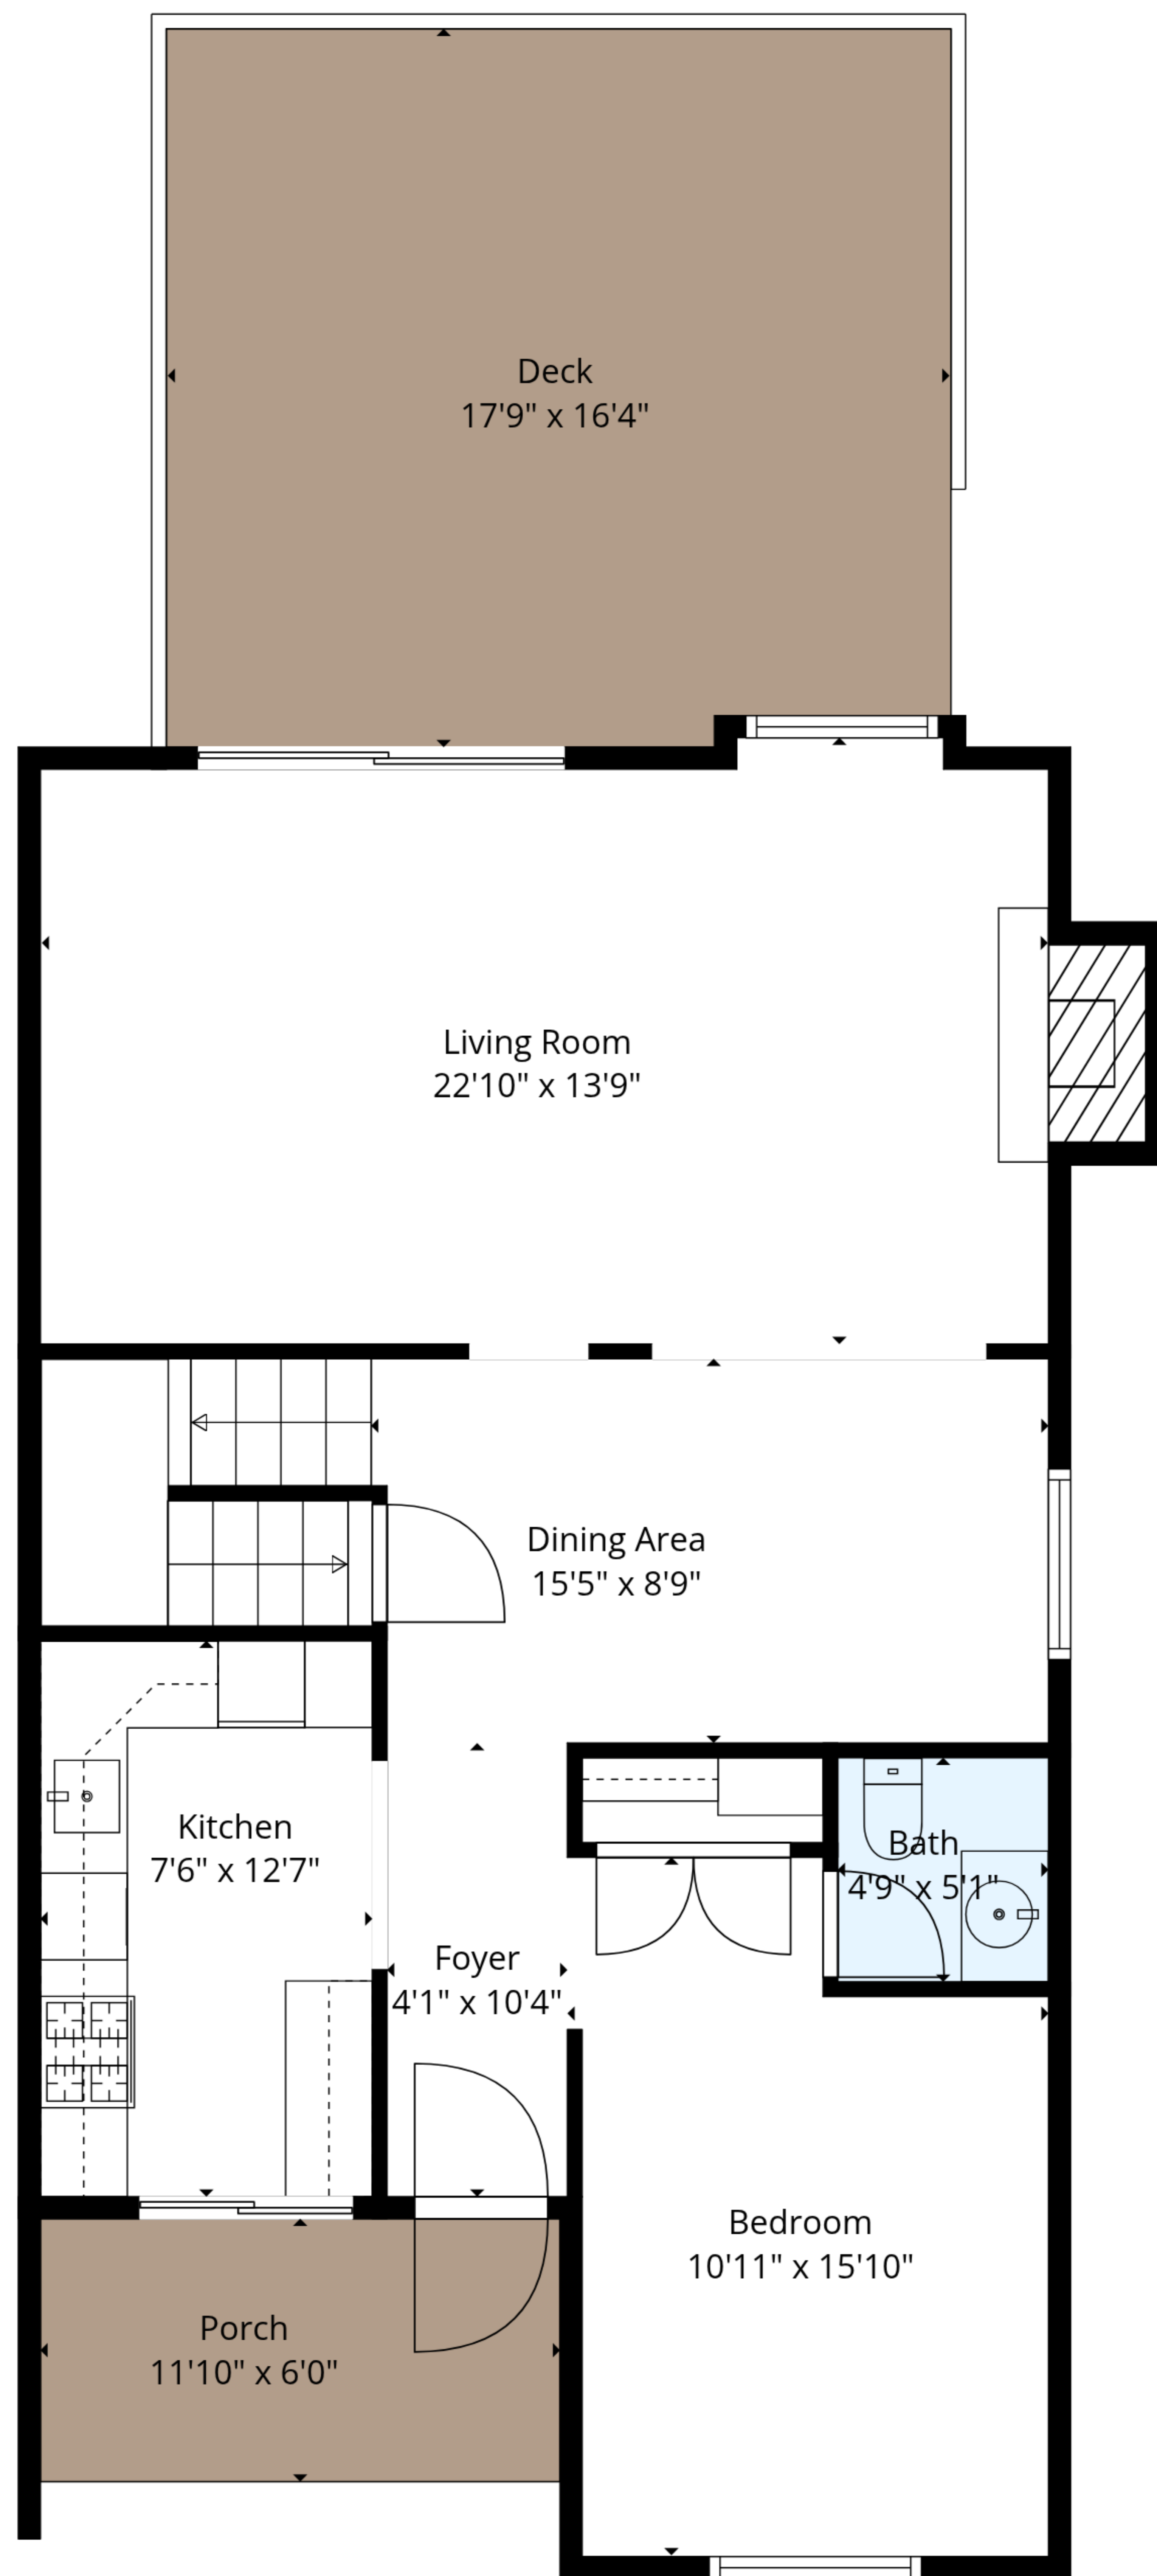 Deck
17'9" x 16'4"
Living Room
22'10" x 13'9"
Dining Area
15'5" x 8'9"
Kitchen
7'6" x 12'7"
Bath
4'9" x 5'1"
Foyer
4'1" x 10'4"
Bedroom
10'11" x 15'10"
Porch
11'10" x 6'0"